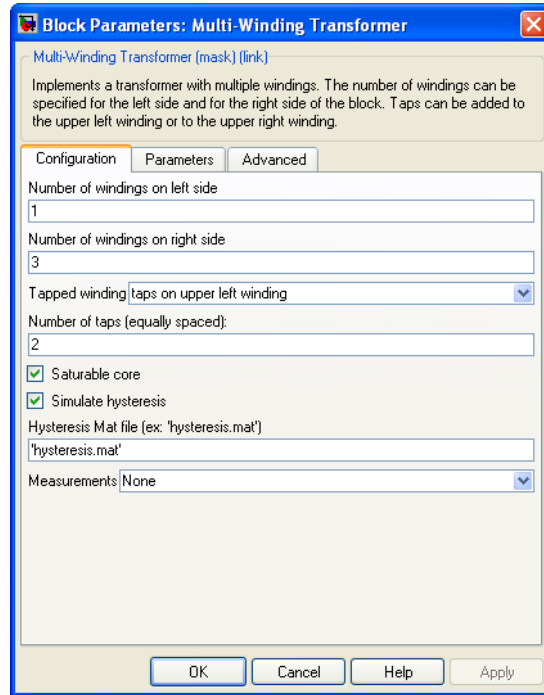 Block Parameters: Multi-Winding Transformer
Multi-Winding Transformer (mask) (link)
Implements a transformer with multiple windings. The number of windings can be
specified for the left side and for the right side of the block. Taps can be added to
the upper left winding or to the upper right winding.
Configuration Parameters Advanced
Number of windings on left side
1
Number of windings on right side
3
Tapped winding taps on upper left winding
Number of taps (equally spaced):
2
Saturable core
Simulate hysteresis
Hysteresis Mat file (ex: 'hysteresis.mat')
'hysteresis.mat'
Measurements None
OK Cancel Help Apply